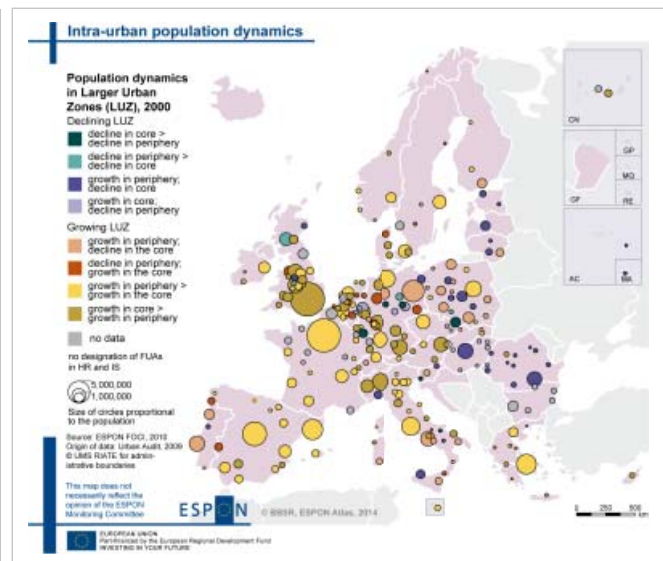 Intra-urban population dynamics
Population dynamics
in Larger Urban
Zones (LUZ), 2000
Declining LUZ
decline in core >
decline in periphery
decline in periphery >
decline in core
growth in periphery;
decline in core
growth in core;
decline in periphery
Growing LUZ
growth in periphery;
decline in the core
decline in periphery;
growth in the core
growth in periphery >
growth in the core
growth in core >
growth in periphery
no data
no designation of FUAs
in HR and IS
5,000,000
1,000,000
Size of circles proportional
to the population
Source: ESPON FOCI, 2010
Origin of data: Urban Audit, 2009
© UMS RIATE for admin-
istrative boundaries
This map does not
necessarily reflect the
opinion of the ESPON
Monitoring Committee
CN
GF
GP
MQ
RE
AC
MA
ESPON
© BBSR, ESPON Atlas, 2014
0 250 500
km
EUROPEAN UNION
Part-financed by the European Regional Development Fund
INVESTING IN YOUR FUTURE